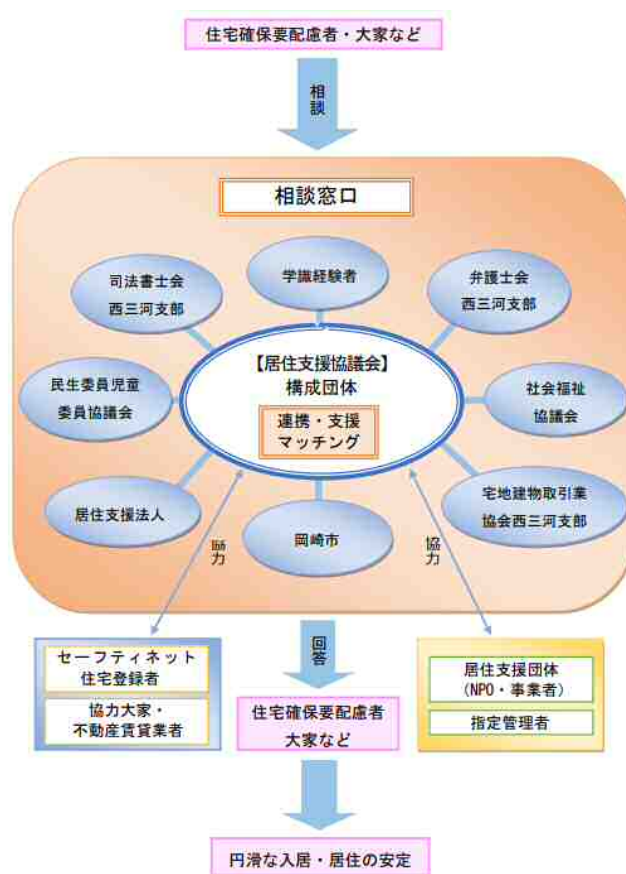 住宅確保要配慮者・大家など
相談
相談窓口
司法書士会
西三河支部
学識経験者
弁護士会
西三河支部
民生委員児童
委員協議会
【居住支援協議会】
構成団体
連携・支援
マッチング
社会福祉
協議会
居住支援法人
岡崎市
宅地建物取引業
協会西三河支部
協力
協力
セーフティネット
住宅登録者
協力大家・
不動産賃貸業者
回答
住宅確保要配慮者
大家など
居住支援団体
(NPO・事業者)
指定管理者
円滑な入居・居住の安定